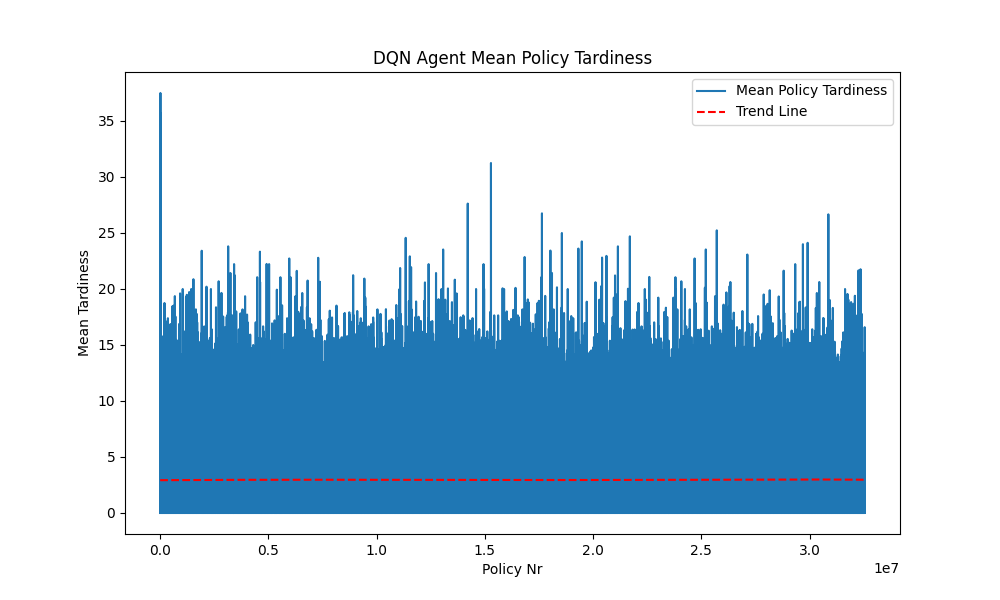 DQN Agent Mean Policy Tardiness
Mean Policy Tardiness
Trend Line
Mean Tardiness
35
30
25
20
15
10
5
0
0.0 0.5 1.0 1.5 2.0 2.5 3.0
1e7
Policy Nr